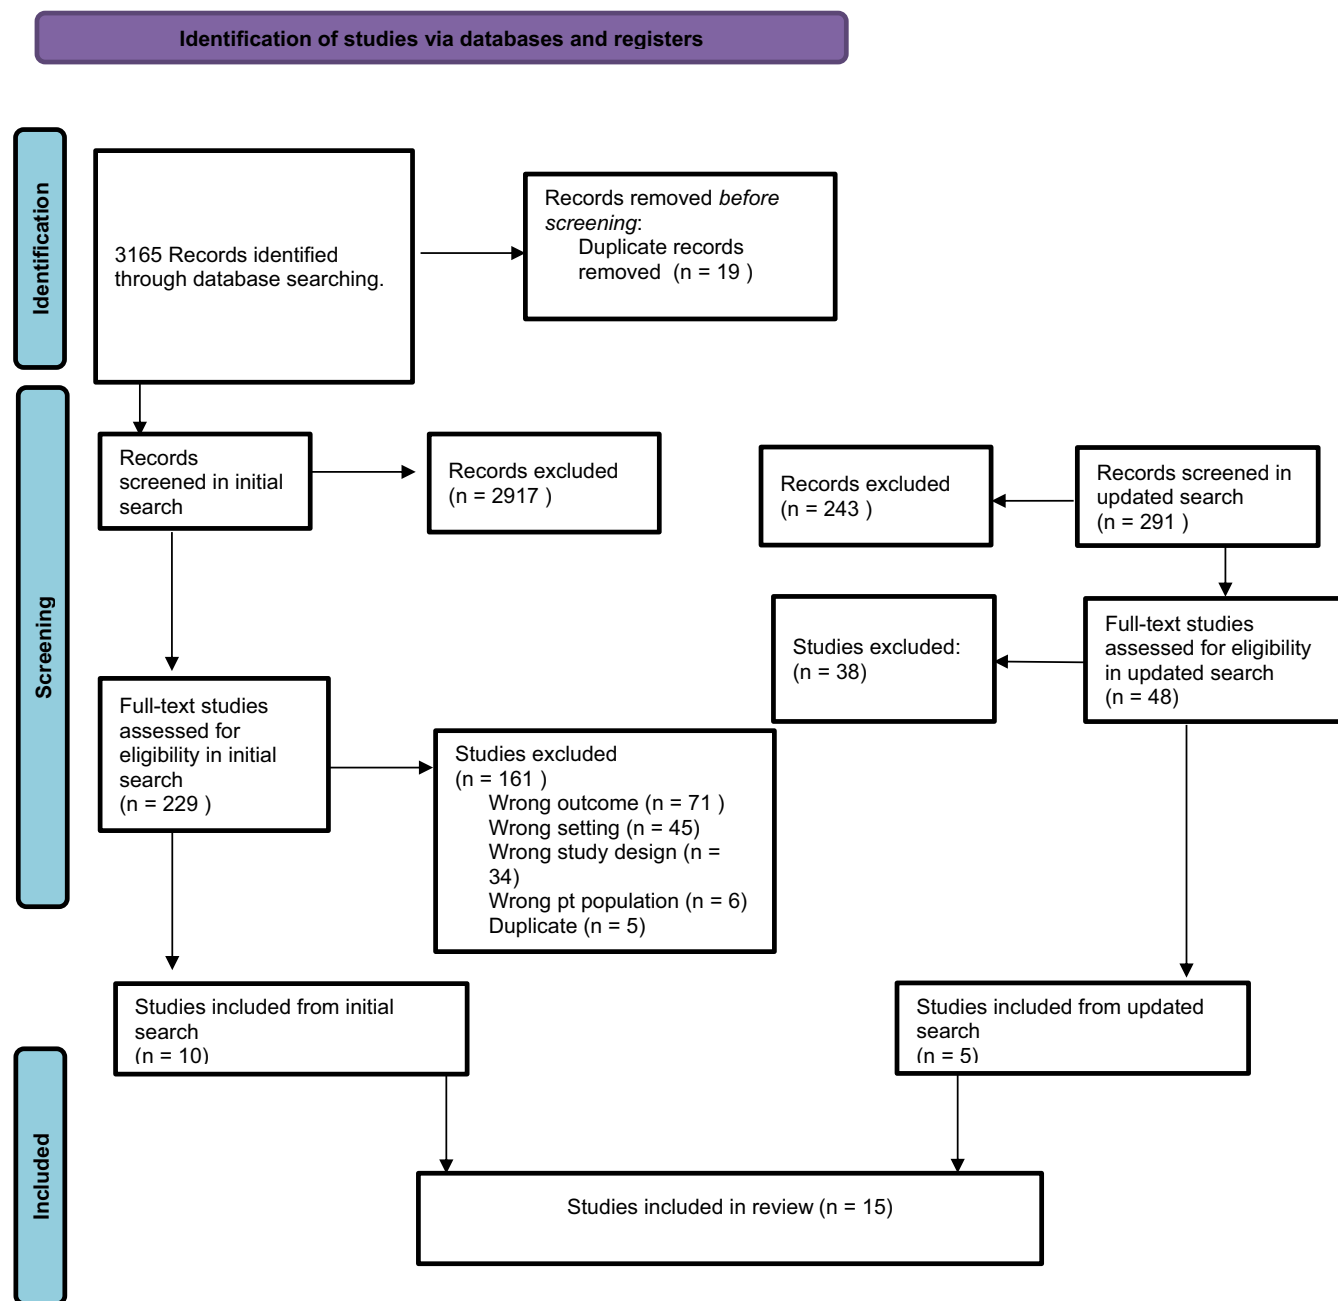 Identification of studies via databases and registers
Identification
3165 Records identified
through database searching.
Records removed before
screening:
Duplicate records
removed (n = 19 )
Screening
Records
screened in initial
search
Records excluded
(n = 2917 )
Records excluded
(n = 243 )
Records screened in
updated search
(n = 291 )
Full-text studies
assessed for
eligibility in initial
search
(n = 229 )
Studies excluded
(n = 161 )
Wrong outcome (n = 71 )
Wrong setting (n = 45)
Wrong study design (n =
34)
Wrong pt population (n = 6)
Duplicate (n = 5)
Studies excluded:
(n = 38)
Full-text studies
assessed for eligibility
in updated search
(n = 48)
Included
Studies included from initial
search
(n = 10)
Studies included from updated
search
(n = 5)
Studies included in review (n = 15)